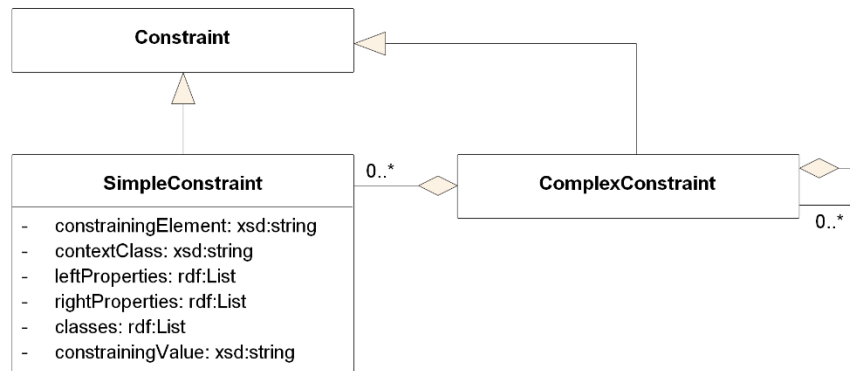 Constraint
SimpleConstraint
0..*
ComplexConstraint
0..*
- constrainingElement: xsd:string
- contextClass: xsd:string
- leftProperties: rdf:List
- rightProperties: rdf:List
- classes: rdf:List
- constrainingValue: xsd:string